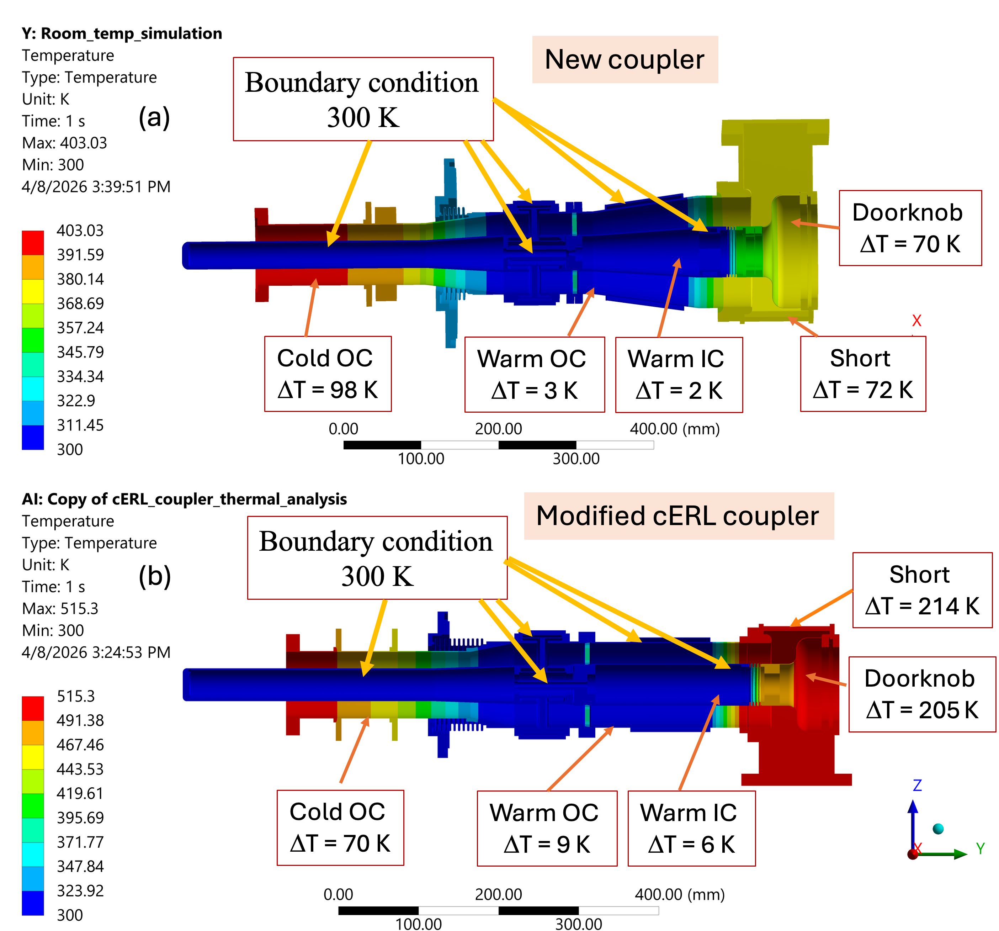 Y: Room_temp_simulation
Temperature
Type: Temperature
Unit: K
Time: 1 s
Max: 403.03
Min: 300
4/8/2026 3:39:51 PM
(a)
New coupler
Boundary condition
300 K
403.03
391.59
380.14
368.69
357.24
345.79
334.34
322.9
311.45
300
Doorknob
ΔT = 70 K
Cold OC
ΔT = 98 K
Warm OC
ΔT = 3 K
Warm IC
ΔT = 2 K
Short
ΔT = 72 K
X
0.00 200.00 400.00 (mm)
100.00 300.00
AI: Copy of cERL_coupler_thermal_analysis
Temperature
Type: Temperature
Unit: K
Time: 1 s
Max: 515.3
Min: 300
4/8/2026 3:24:53 PM
(b)
Modified cERL coupler
Boundary condition
300 K
515.3
491.38
467.46
443.53
419.61
395.69
371.77
347.84
323.92
300
Short
ΔT = 214 K
Doorknob
ΔT = 205 K
Cold OC
ΔT = 70 K
Warm OC
ΔT = 9 K
Warm IC
ΔT = 6 K
Z
X
Y
0.00 200.00 400.00 (mm)
100.00 300.00